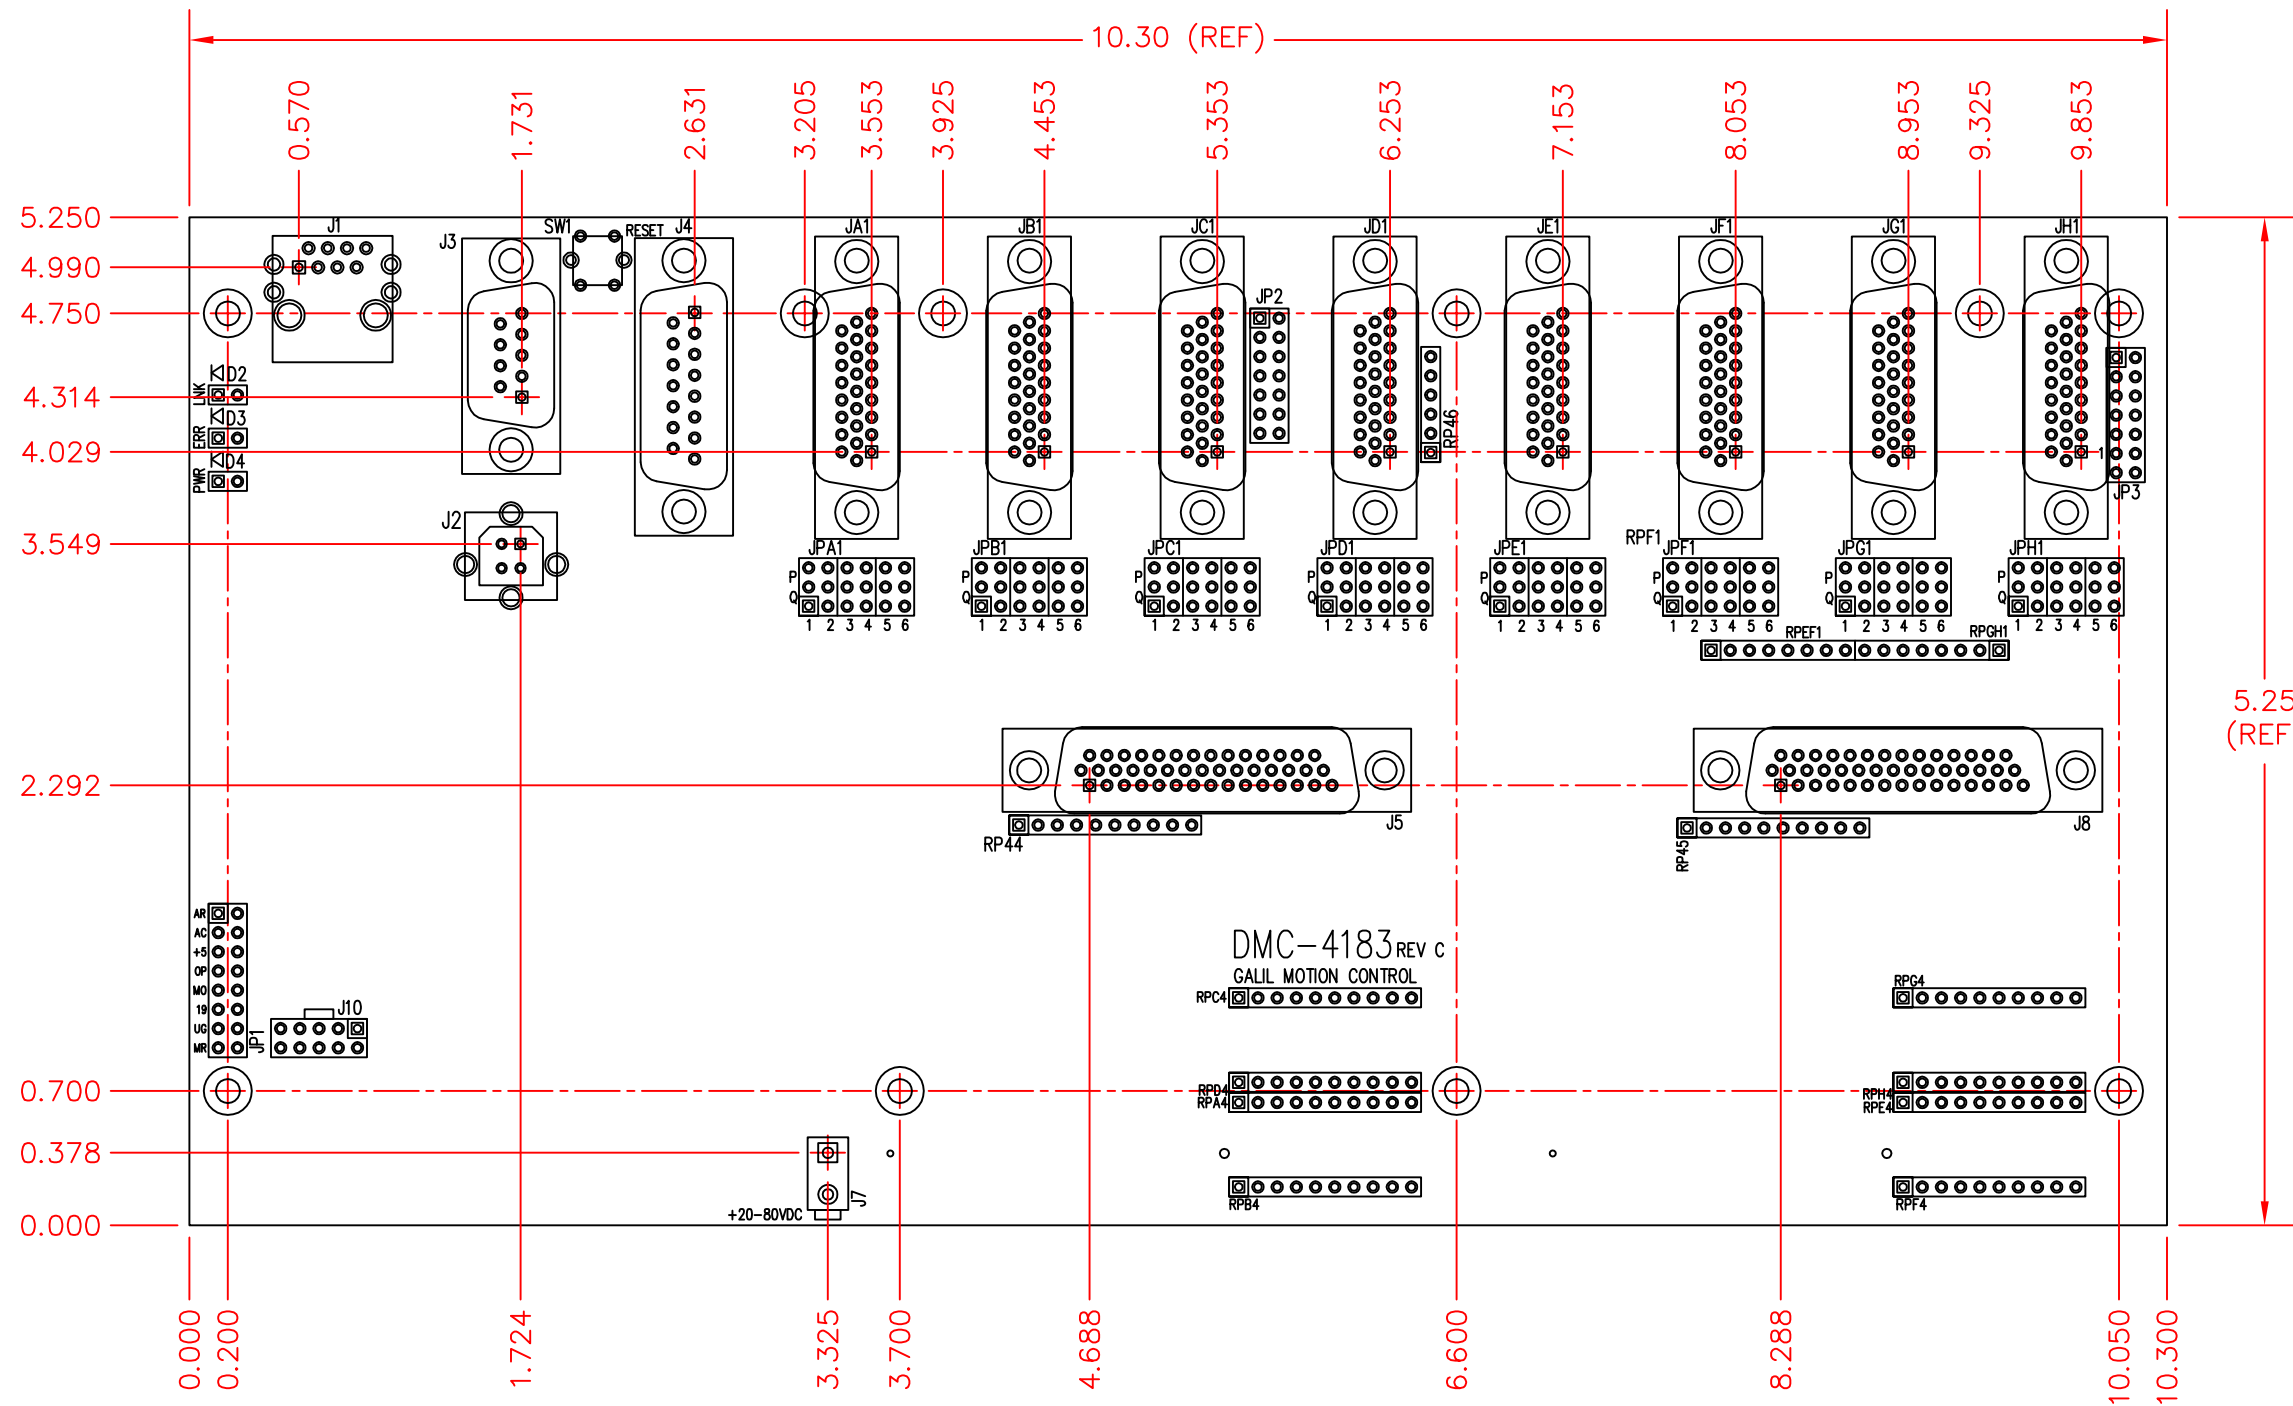 10.30 (REF)
0.570
1.731
2.631
3.205
3.553
3.925
4.453
5.353
6.253
7.153
8.053
8.953
9.325
9.853
5.250
4.990
4.750
4.314
4.029
3.549
2.292
0.700
0.378
0.000
J1
J3
SW1
RESET
J4
JA1
JB1
JC1
JD1
JE1
JF1
JG1
JH1
JP2
RP46
1
JP3
D2
LNK
D3
ERR
D4
PWR
J2
JPA1
JPB1
JPC1
JPD1
JPE1
RPF1
JPF1
JPG1
JPH1
P P P P P P P P
Q Q Q Q Q Q Q Q
1 2 3 4 5 6
1 2 3 4 5 6
1 2 3 4 5 6
1 2 3 4 5 6
1 2 3 4 5 6
1 2 3 4 5 6
1 2 3 4 5 6
1 2 3 4 5 6
RPEF1
RPGH1
5.25
(REF
J5
J8
RP44
RP45
AR
AC
+5
OP
MO
19
UG
MR
JP1
J10
DMC-4183 REV C
GALIL MOTION CONTROL
RPC4
RPG4
RPD4
RPA4
RPH4
RPE4
J7
+20-80VDC
RPB4
RPF4
0.000
0.200
1.724
3.325
3.700
4.688
6.600
8.288
10.050
10.300